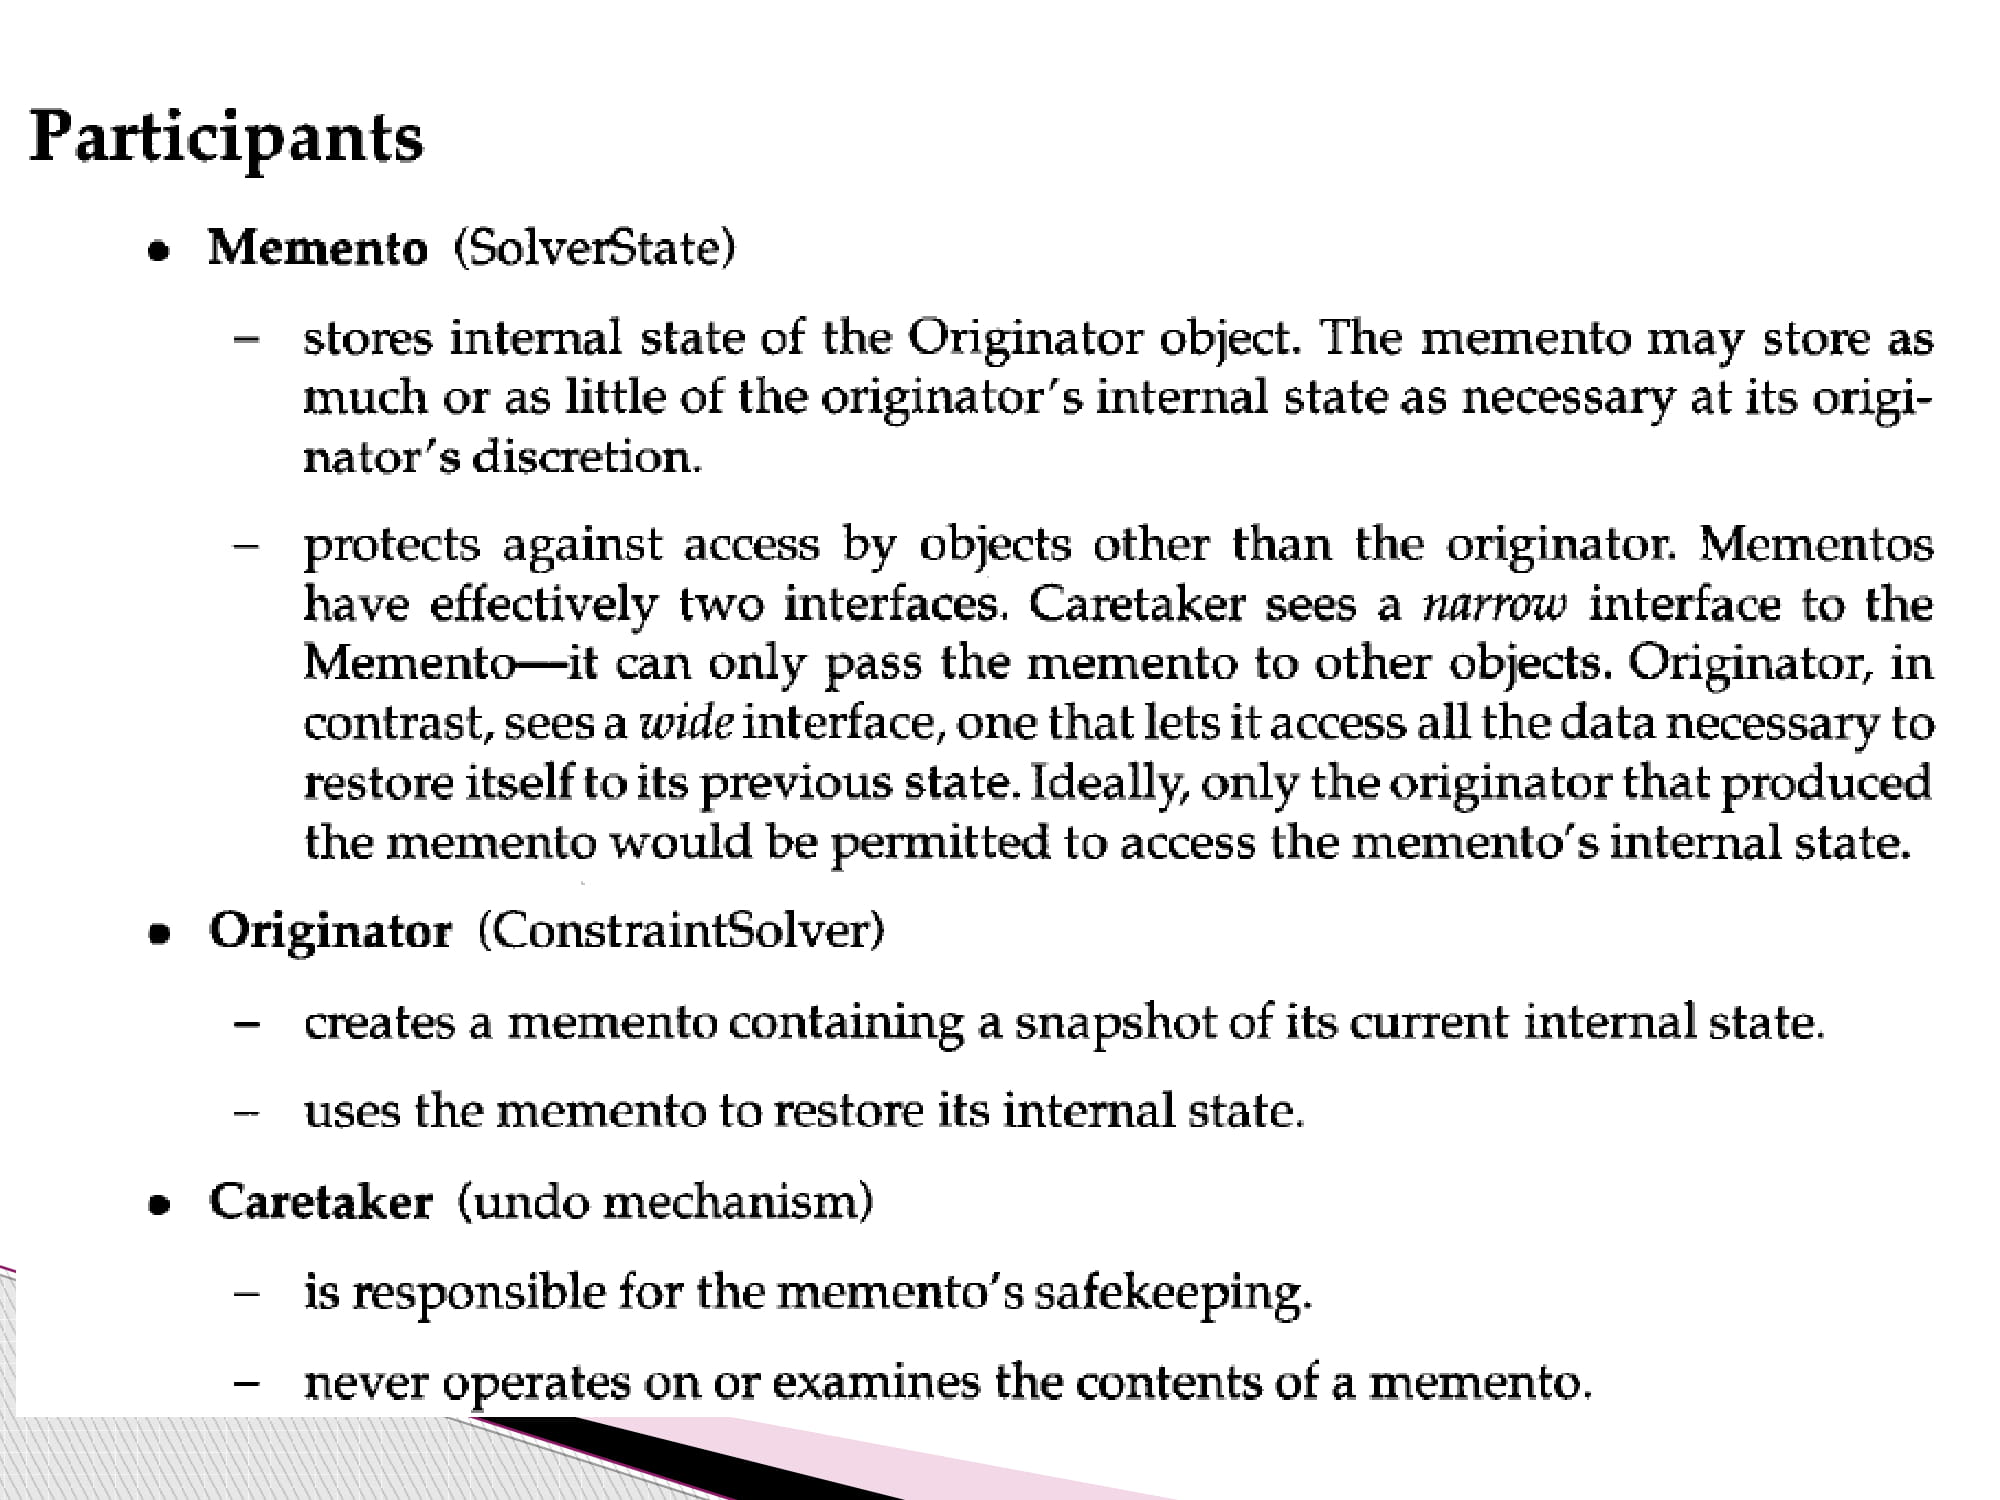 Participants
• Memento (SolverState)
– stores internal state of the Originator object. The memento may store as
much or as little of the originator's internal state as necessary at its origi-
nator's discretion.
– protects against access by objects other than the originator. Mementos
have effectively two interfaces. Caretaker sees a narrow interface to the
Memento—it can only pass the memento to other objects. Originator, in
contrast, sees a wide interface, one that lets it access all the data necessary to
restore itself to its previous state. Ideally, only the originator that produced
the memento would be permitted to access the memento's internal state.
• Originator (ConstraintSolver)
– creates a memento containing a snapshot of its current internal state.
– uses the memento to restore its internal state.
• Caretaker (undo mechanism)
– is responsible for the memento's safekeeping.
– never operates on or examines the contents of a memento.